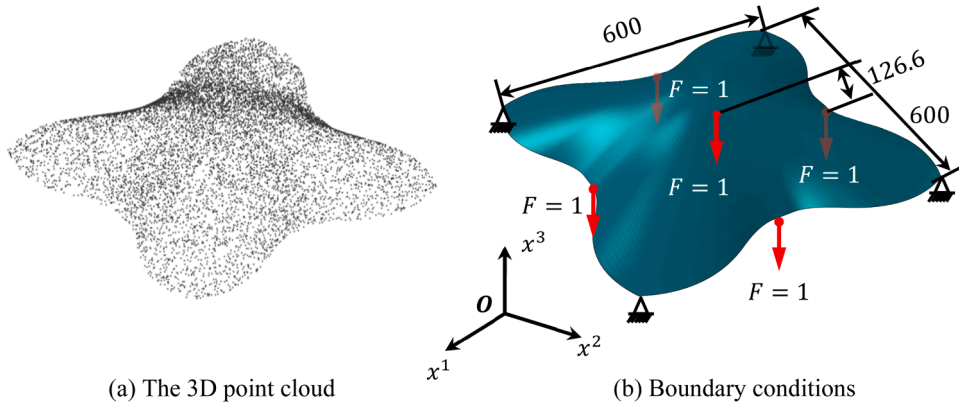 600
126.6
600
F = 1
F = 1
F = 1
F = 1
F = 1
x³
O
x²
x¹
(a) The 3D point cloud
(b) Boundary conditions